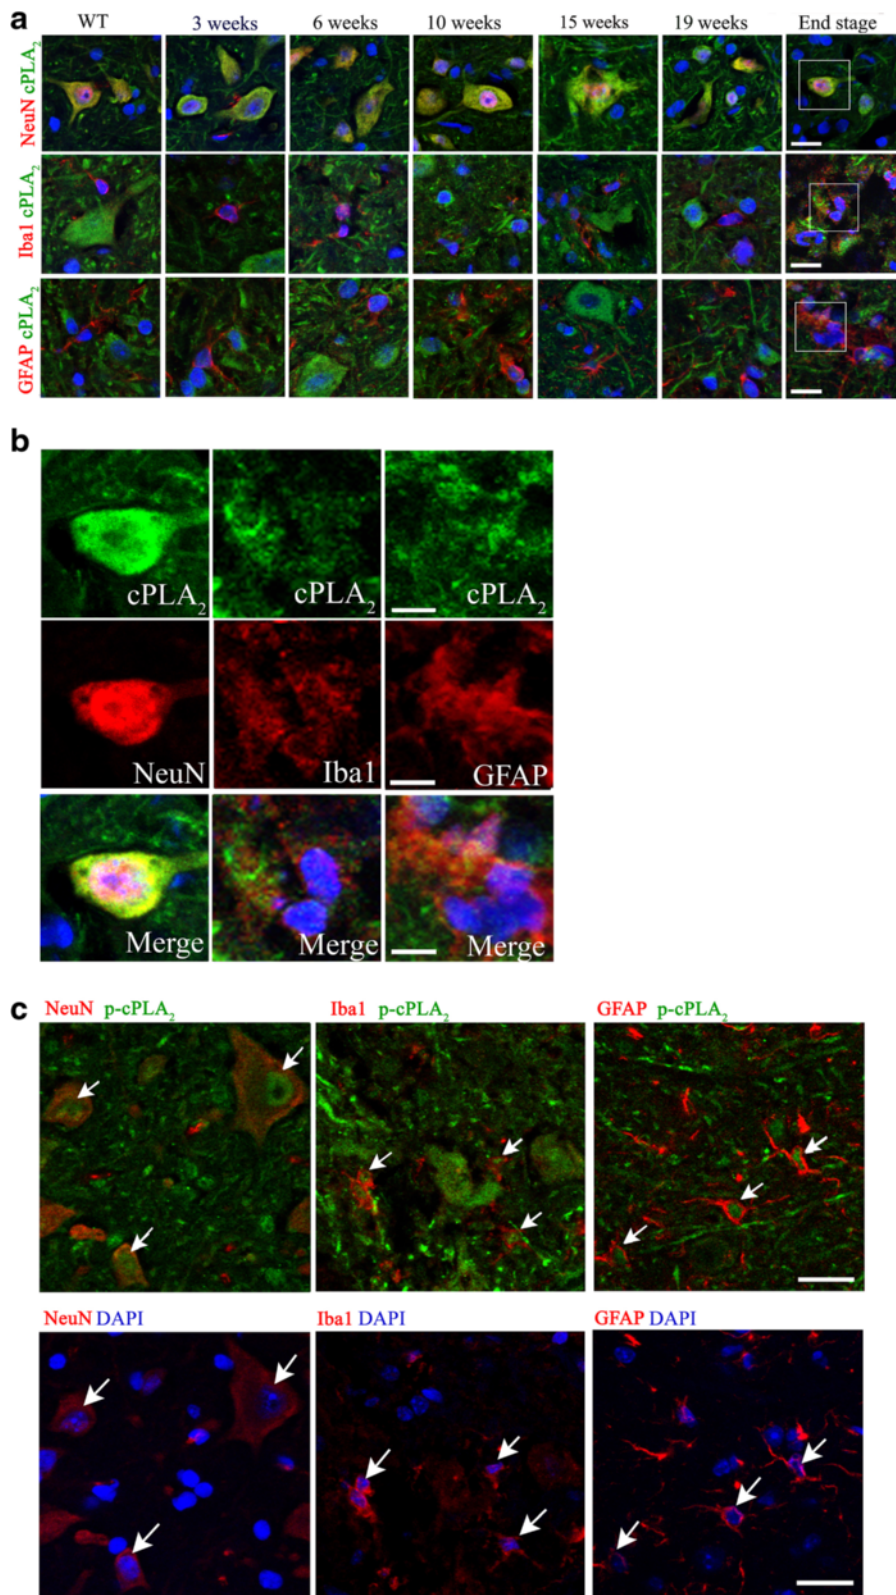 a
WT 3 weeks 6 weeks 10 weeks 15 weeks 19 weeks End stage
NeuN cPLA₂
Iba1 cPLA₂
GFAP cPLA₂
b
cPLA₂ cPLA₂ cPLA₂
NeuN Iba1 GFAP
Merge Merge Merge
c
NeuN p-cPLA₂ Iba1 p-cPLA₂ GFAP p-cPLA₂
NeuN DAPI Iba1 DAPI GFAP DAPI